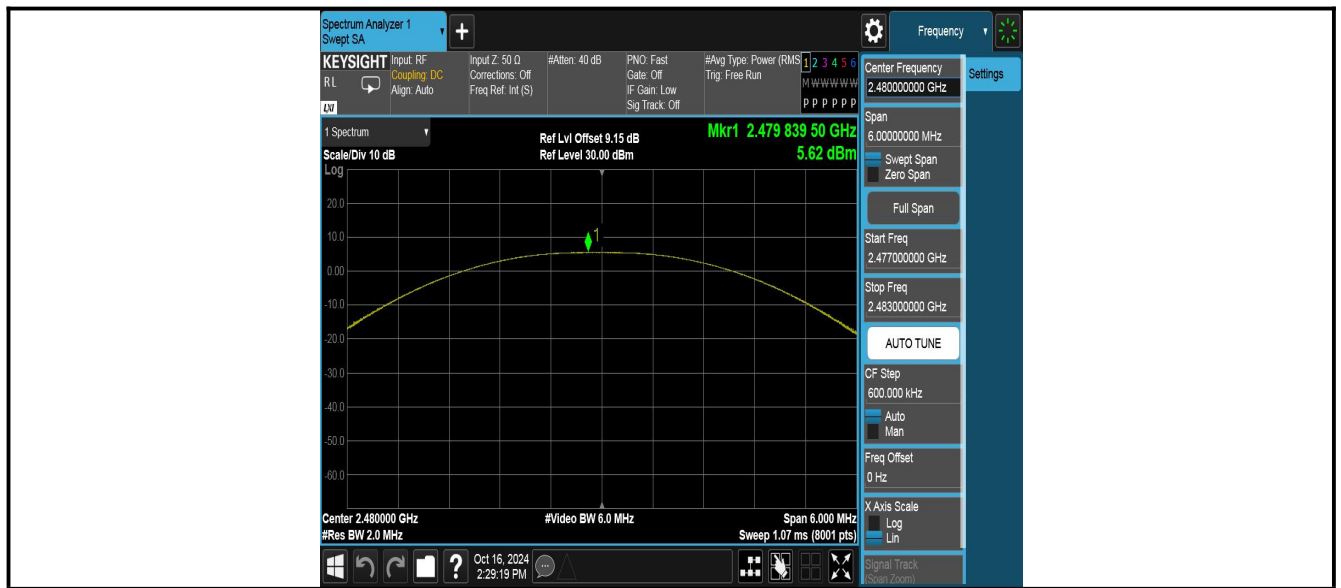 Spectrum Analyzer 1
Swept SA
+
Frequency
KEYSIGHT
RL
LXI
Input: RF
Coupling: DC
Align: Auto
Input Z: 50 Ω
Corrections: Off
Freq Ref: Int (S)
#Atten: 40 dB
PNO: Fast
Gate: Off
IF Gain: Low
Sig Track: Off
#Avg Type: Power (RMS
Trig: Free Run
1 2 3 4 5 6
M W W W W W
P P P P P P
1 Spectrum
Scale/Div 10 dB
Log
Ref Lvl Offset 9.15 dB
Ref Level 30.00 dBm
Mkr1 2.479 839 50 GHz
5.62 dBm
20.0
10.0
0.00
-10.0
-20.0
-30.0
-40.0
-50.0
-60.0
1
Center 2.480000 GHz
#Res BW 2.0 MHz
#Video BW 6.0 MHz
Span 6.000 MHz
Sweep 1.07 ms (8001 pts)
?
Oct 16, 2024
2:29:19 PM
Center Frequency
2.480000000 GHz
Settings
Span
6.00000000 MHz
Swept Span
Zero Span
Full Span
Start Freq
2.477000000 GHz
Stop Freq
2.483000000 GHz
AUTO TUNE
CF Step
600.000 kHz
Auto
Man
Freq Offset
0 Hz
X Axis Scale
Log
Lin
Signal Track
(Span Zoom)